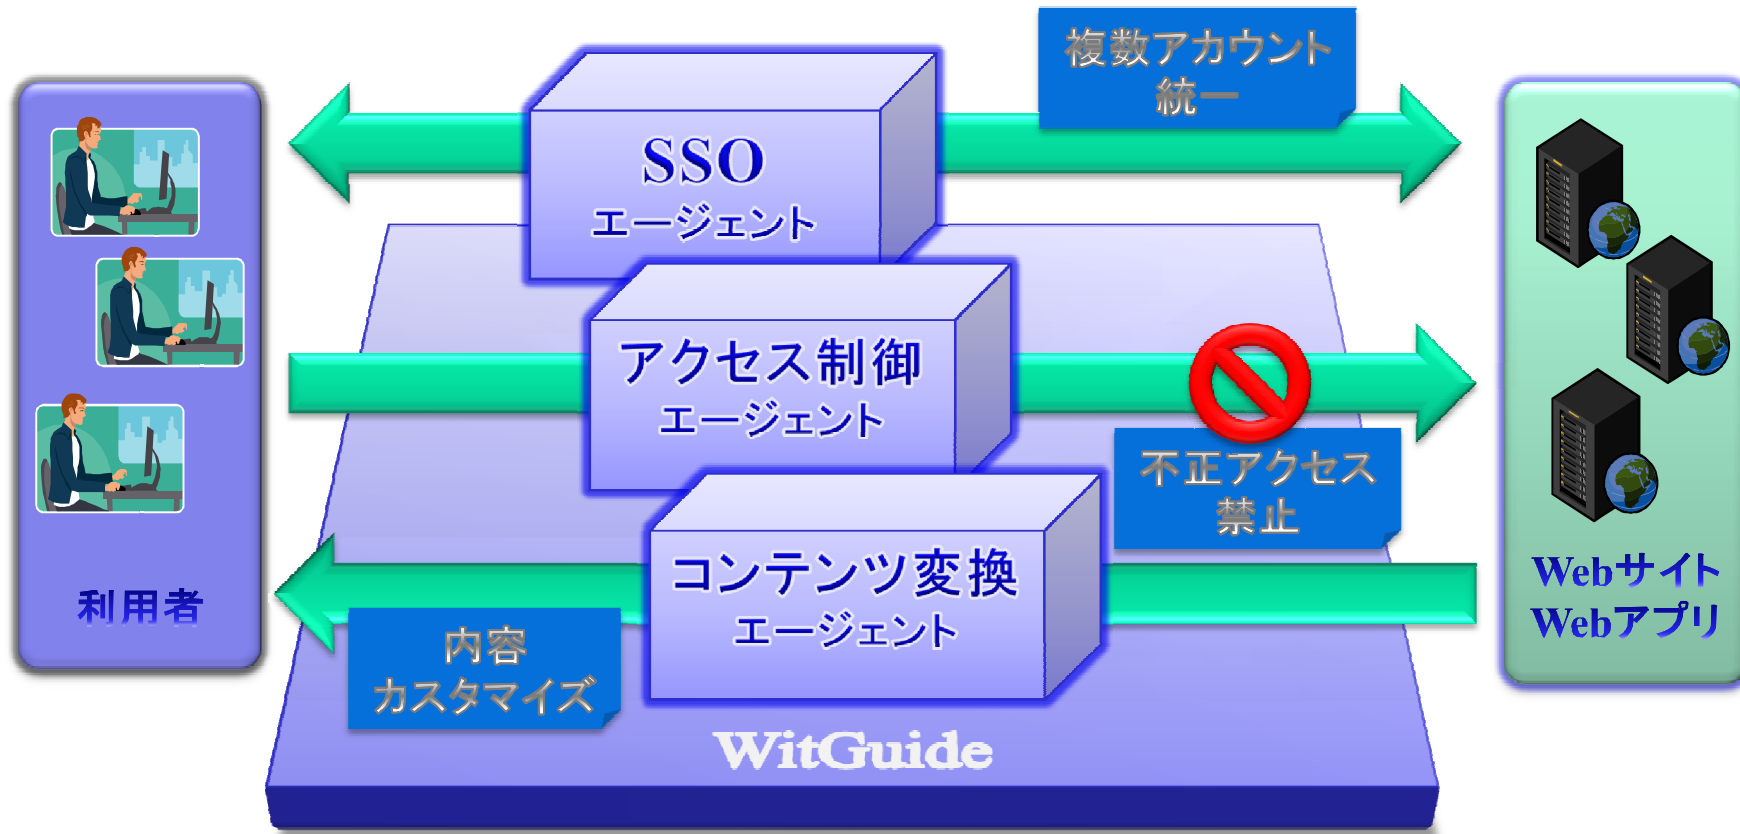 複数アカウント
統一
SSO
エージェント
アクセス制御
エージェント
不正アクセス
禁止
コンテンツ変換
エージェント
内容
カスタマイズ
利用者
Webサイト
Webアプリ
WitGuide